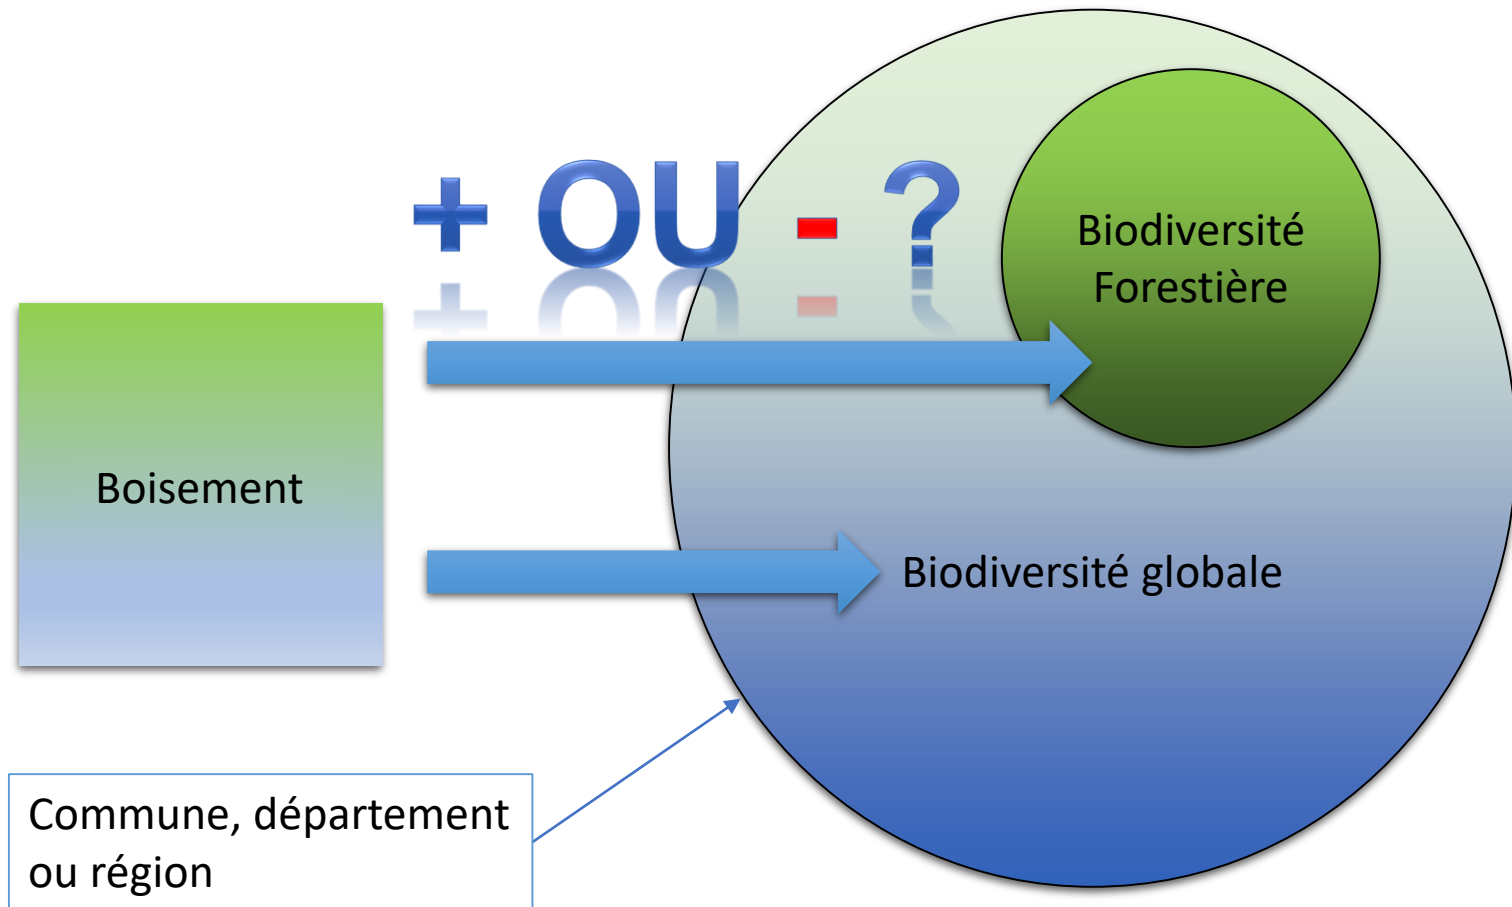 + OU - ?
Biodiversité
Forestière
Boisement
Biodiversité globale
Commune, département
ou région